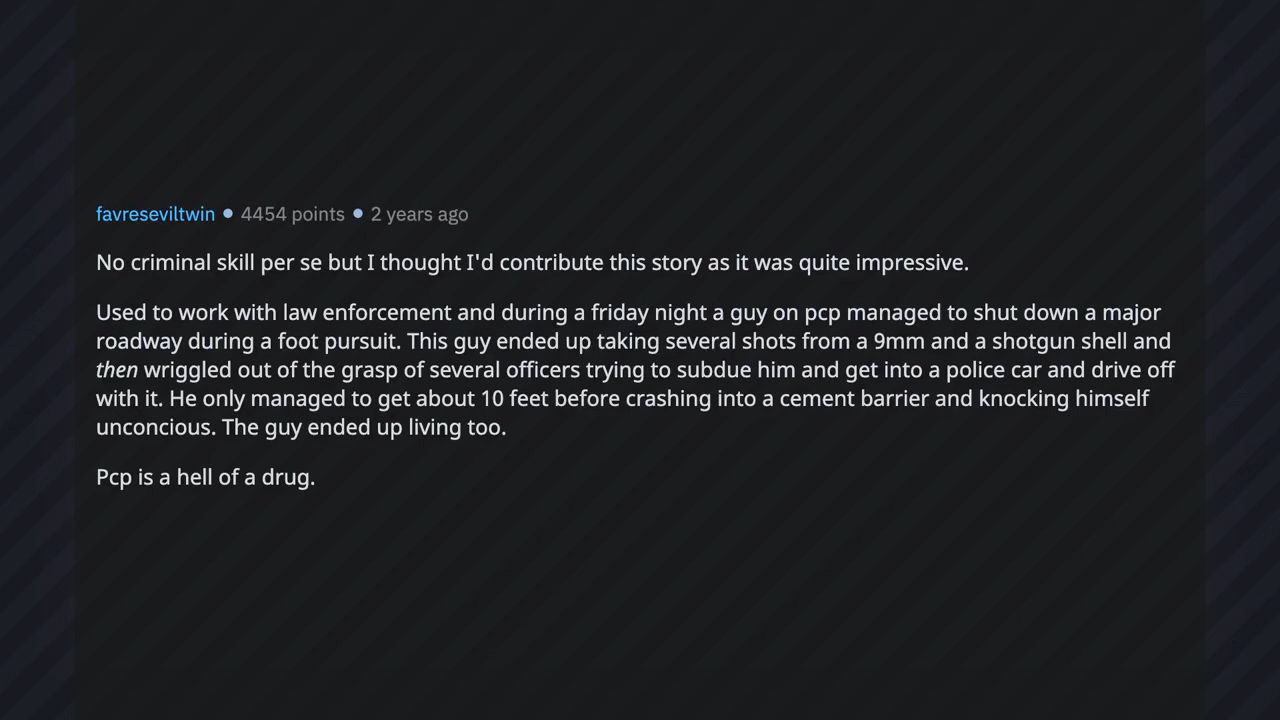 favreseviltwin ● 4454 points ● 2 years ago
No criminal skill per se but I thought I'd contribute this story as it was quite impressive.
Used to work with law enforcement and during a friday night a guy on pcp managed to shut down a major
roadway during a foot pursuit. This guy ended up taking several shots from a 9mm and a shotgun shell and
then wriggled out of the grasp of several officers trying to subdue him and get into a police car and drive off
with it. He only managed to get about 10 feet before crashing into a cement barrier and knocking himself
unconcious. The guy ended up living too.
Pcp is a hell of a drug.